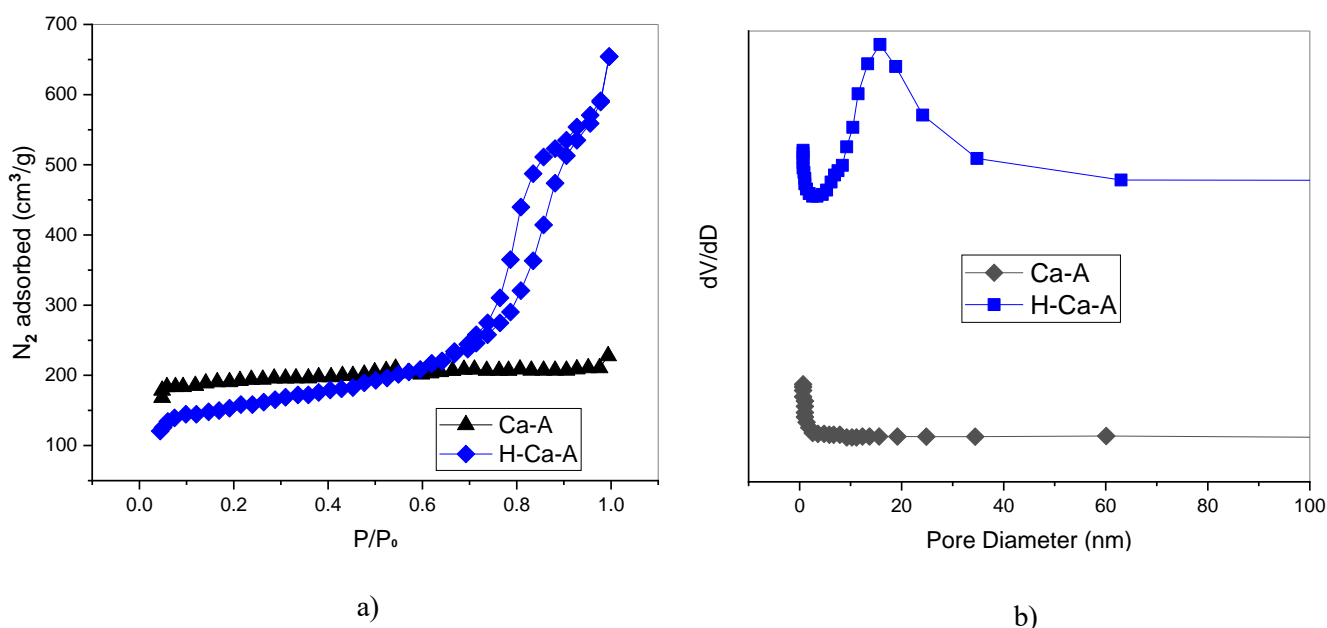 700
600
500
400
300
200
100
N₂ adsorbed (cm³/g)
Ca-A
H-Ca-A
0.0 0.2 0.4 0.6 0.8 1.0
P/P₀
a)
dV/dD
Ca-A
H-Ca-A
0 20 40 60 80 100
Pore Diameter (nm)
b)